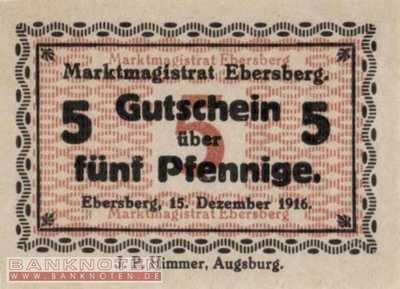 Marktmagistrat Ebersberg
Marktmagistrat Ebersberg.
5 Gutschein 5
über
5
fünf Pfennige.
Ebersberg, 15. Dezember 1916.
Marktmagistrat Ebersberg
BANKNOTEN
WWW.BANKNOTEN.DE
J. P. Himmer, Augsburg.